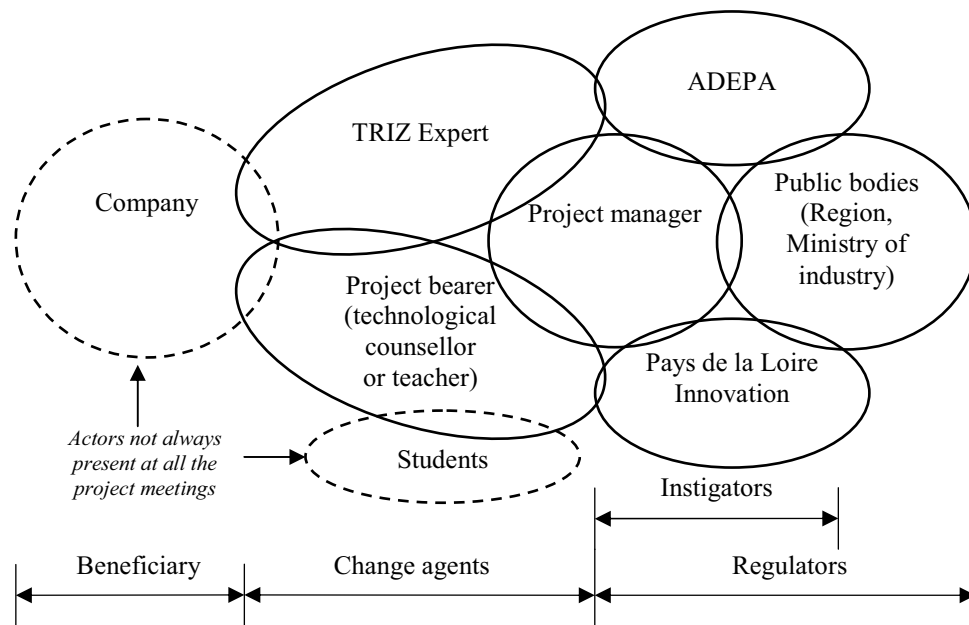 ADEPA
TRIZ Expert
Company
Project manager
Public bodies
(Region,
Ministry of
industry)
Project bearer
(technological
counsellor
or teacher)
Pays de la Loire
Innovation
Actors not always
present at all the
project meetings
Students
Instigators
Beneficiary
Change agents
Regulators